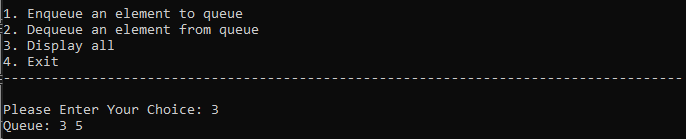 1. Enqueue an element to queue
2. Dequeue an element from queue
3. Display all
4. Exit
-------------------------------------------------------------------------------------
Please Enter Your Choice: 3
Queue: 3 5